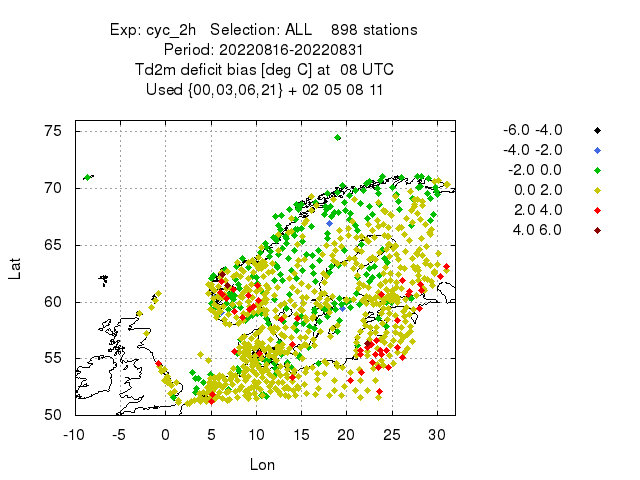 Exp: cyc_2h   Selection: ALL    898 stations
Period: 20220816-20220831
Td2m deficit bias [deg C] at  08 UTC
Used {00,03,06,21} + 02 05 08 11
-6.0 -4.0
-4.0 -2.0
-2.0 0.0
0.0 2.0
2.0 4.0
4.0 6.0
75
70
65
60
55
50
Lat
-10 -5 0 5 10 15 20 25 30
Lon